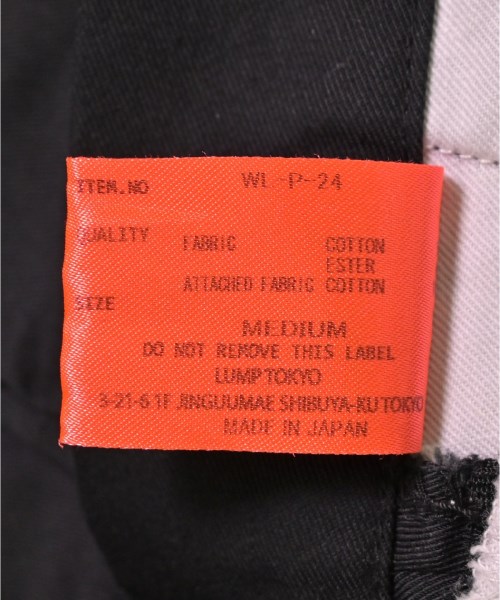 ITEM.NO WL-P-24
QUALITY FABRIC COTTON
ESTER
ATTACHED FABRIC COTTON
SIZE
MEDIUM
DO NOT REMOVE THIS LABEL
LUMP TOKYO
3-21-6 1F JINGUUMAE SHIBUYA-KU TOKYO
MADE IN JAPAN